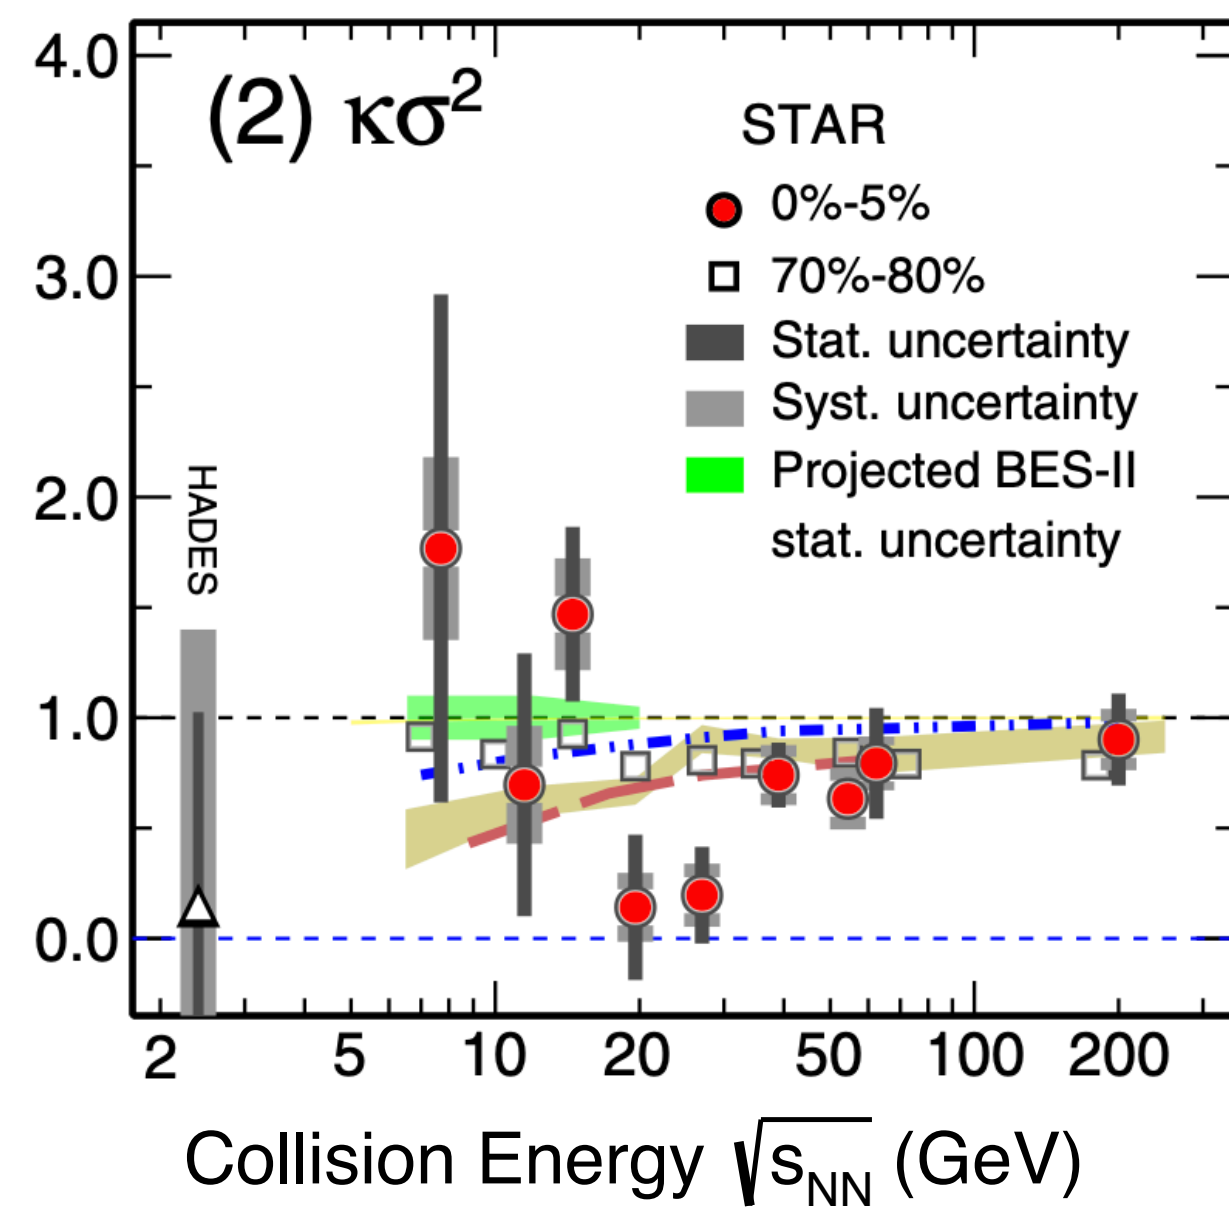 4.0
3.0
2.0
1.0
0.0
(2) κσ²
STAR
0%-5%
70%-80%
Stat. uncertainty
Syst. uncertainty
Projected BES-II
stat. uncertainty
HADES
2 5 10 20 50 100 200
Collision Energy √sNN (GeV)